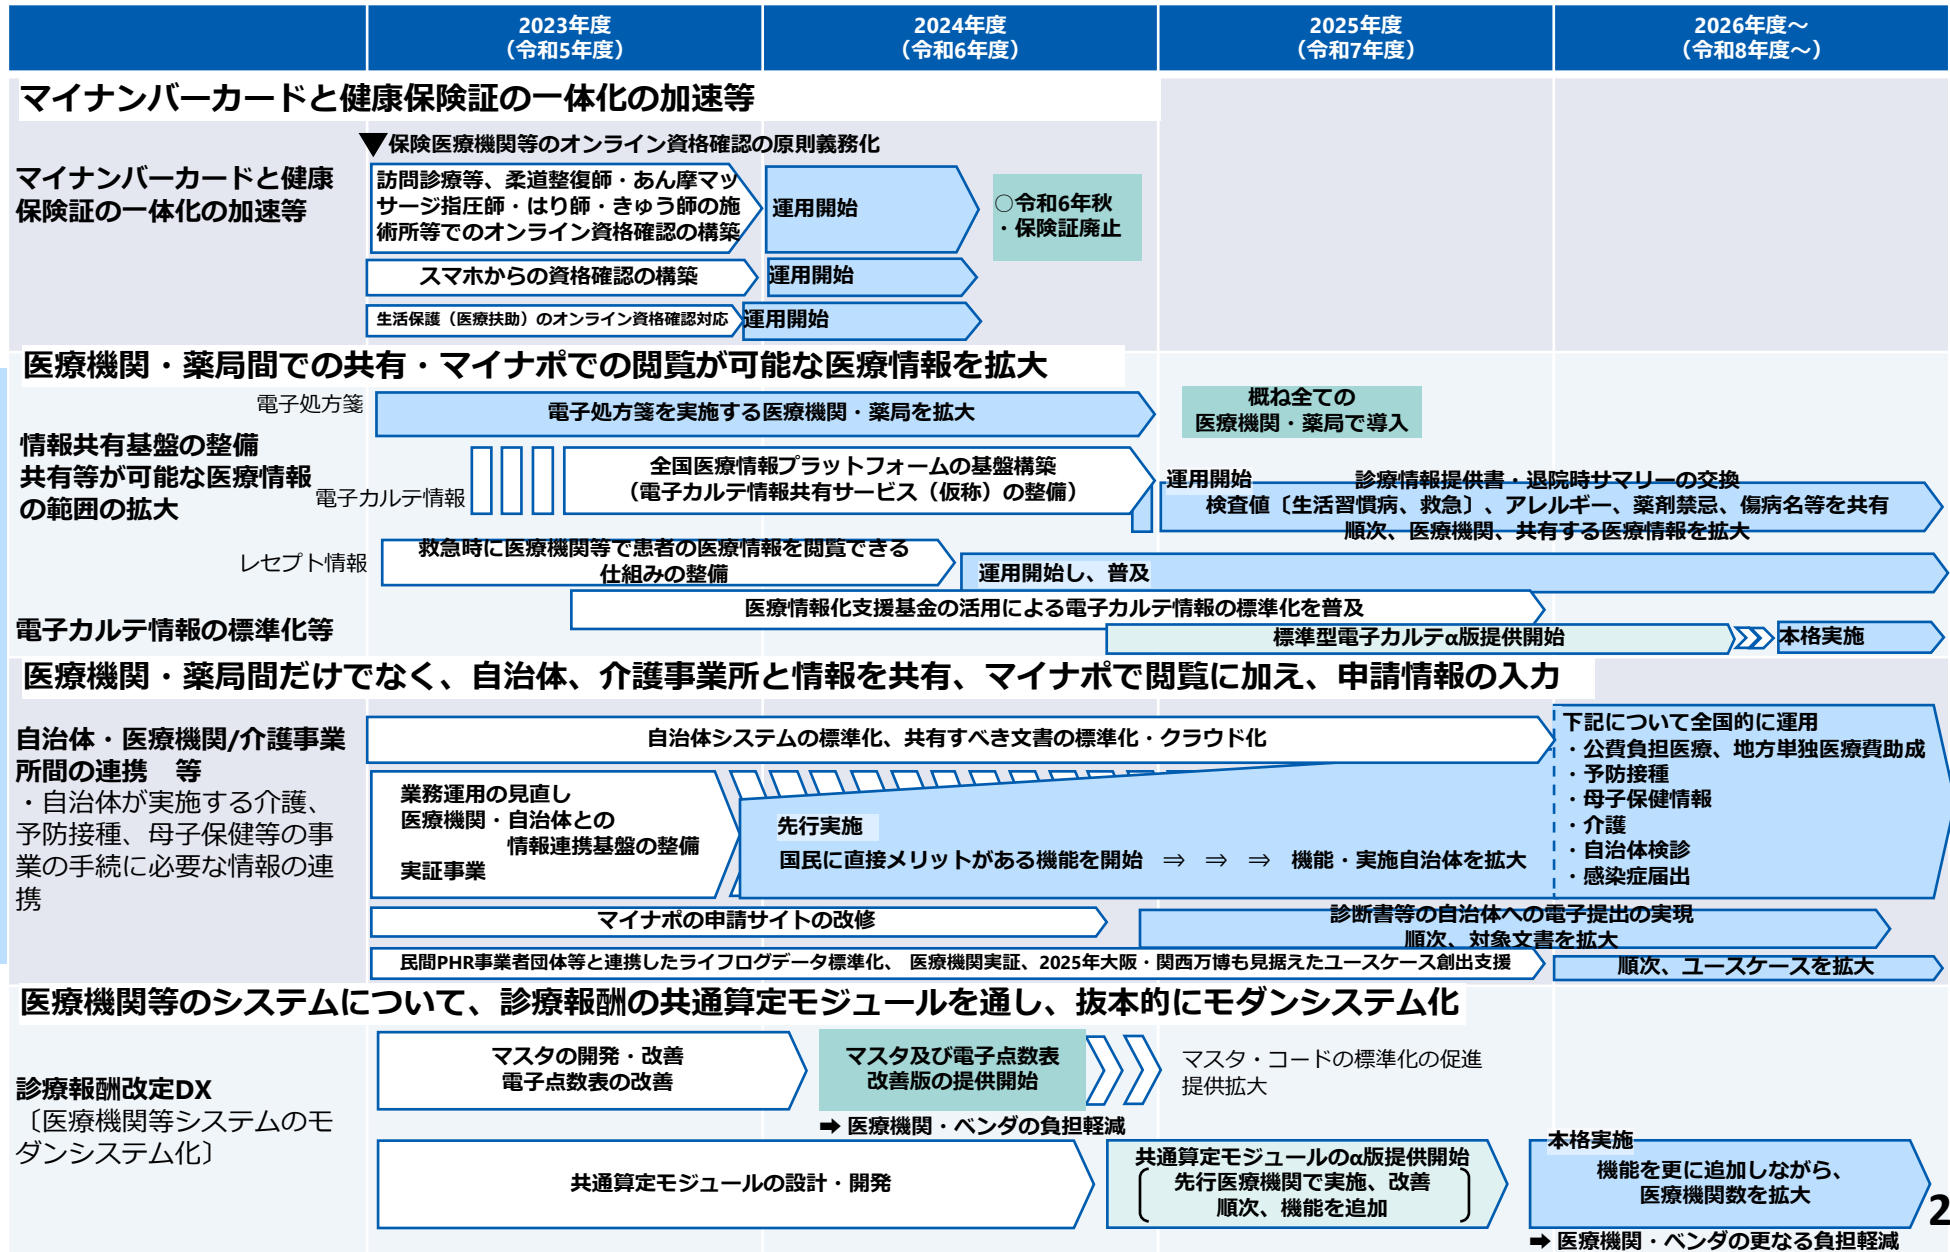 2023年度
（令和5年度）
2024年度
（令和6年度）
2025年度
（令和7年度）
2026年度～
（令和8年度～）
マイナンバーカードと健康保険証の一体化の加速等
▼保険医療機関等のオンライン資格確認の原則義務化
マイナンバーカードと健康
保険証の一体化の加速等
訪問診療等、柔道整復師・あん摩マッ
サージ指圧師・はり師・きゅう師の施
術所等でのオンライン資格確認の構築
運用開始
○令和6年秋
・保険証廃止
スマホからの資格確認の構築
運用開始
生活保護（医療扶助）のオンライン資格確認対応
運用開始
医療機関・薬局間での共有・マイナポでの閲覧が可能な医療情報を拡大
電子処方箋
電子処方箋を実施する医療機関・薬局を拡大
概ね全ての
医療機関・薬局で導入
情報共有基盤の整備
共有等が可能な医療情報
の範囲の拡大
電子カルテ情報
全国医療情報プラットフォームの基盤構築
（電子カルテ情報共有サービス（仮称）の整備）
運用開始
診療情報提供書・退院時サマリーの交換
検査値〔生活習慣病、救急〕、アレルギー、薬剤禁忌、傷病名等を共有
順次、医療機関、共有する医療情報を拡大
レセプト情報
救急時に医療機関等で患者の医療情報を閲覧できる
仕組みの整備
運用開始し、普及
医療情報化支援基金の活用による電子カルテ情報の標準化を普及
電子カルテ情報の標準化等
標準型電子カルテα版提供開始
本格実施
医療機関・薬局間だけでなく、自治体、介護事業所と情報を共有、マイナポで閲覧に加え、申請情報の入力
自治体・医療機関/介護事業
所間の連携　等
・自治体が実施する介護、
予防接種、母子保健等の事
業の手続に必要な情報の連
携
自治体システムの標準化、共有すべき文書の標準化・クラウド化
業務運用の見直し
医療機関・自治体との
情報連携基盤の整備
実証事業
先行実施
国民に直接メリットがある機能を開始　⇒　⇒　⇒　機能・実施自治体を拡大
下記について全国的に運用
・公費負担医療、地方単独医療費助成
・予防接種
・母子保健情報
・介護
・自治体検診
・感染症届出
マイナポの申請サイトの改修
診断書等の自治体への電子提出の実現
順次、対象文書を拡大
民間PHR事業者団体等と連携したライフログデータ標準化、 医療機関実証、2025年大阪・関西万博も見据えたユースケース創出支援
順次、ユースケースを拡大
医療機関等のシステムについて、診療報酬の共通算定モジュールを通し、抜本的にモダンシステム化
診療報酬改定DX
〔医療機関等システムのモ
ダンシステム化〕
マスタの開発・改善
電子点数表の改善
マスタ及び電子点数表
改善版の提供開始
マスタ・コードの標準化の促進
提供拡大
➡ 医療機関・ベンダの負担軽減
共通算定モジュールの設計・開発
共通算定モジュールのα版提供開始
先行医療機関で実施、改善
順次、機能を追加
本格実施
機能を更に追加しながら、
医療機関数を拡大
➡ 医療機関・ベンダの更なる負担軽減
2